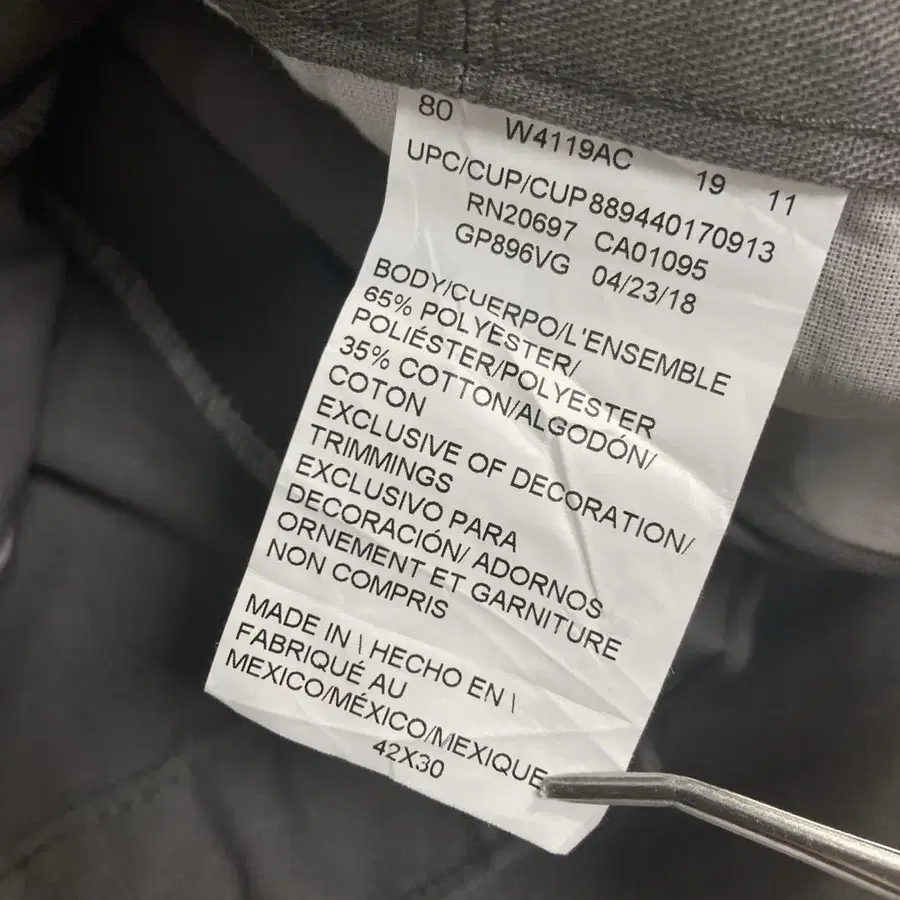 80 W4119AC 19 11
UPC/CUP/CUP889440170913
RN20697 CA01095
GP896VG 04/23/18
BODY/CUERPO/L'ENSEMBLE
65% POLYESTER/
POLIÉSTER/POLYESTER
35% COTTON/ALGODÓN/
COTON
EXCLUSIVE OF DECORATION/
TRIMMINGS
EXCLUSIVO PARA
DECORACIÓN/ ADORNOS
ORNEMENT ET GARNITURE
NON COMPRIS
MADE IN \ HECHO EN \
FABRIQUÉ AU
MEXICO/MÉXICO/MEXIQUE
42X30